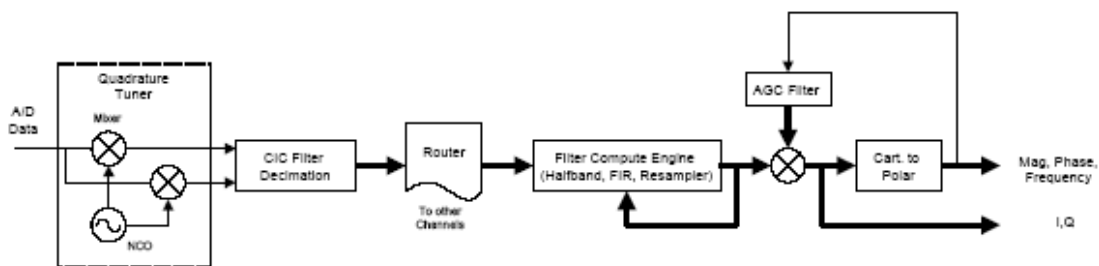 Quadrature
Tuner
A/D
Data
Mixer
NCO
CIC Filter
Decimation
Router
To other
Channels
Filter Compute Engine
(Halfband, FIR, Resampler)
AGC Filter
Cart. to
Polar
Mag, Phase,
Frequency
I,Q